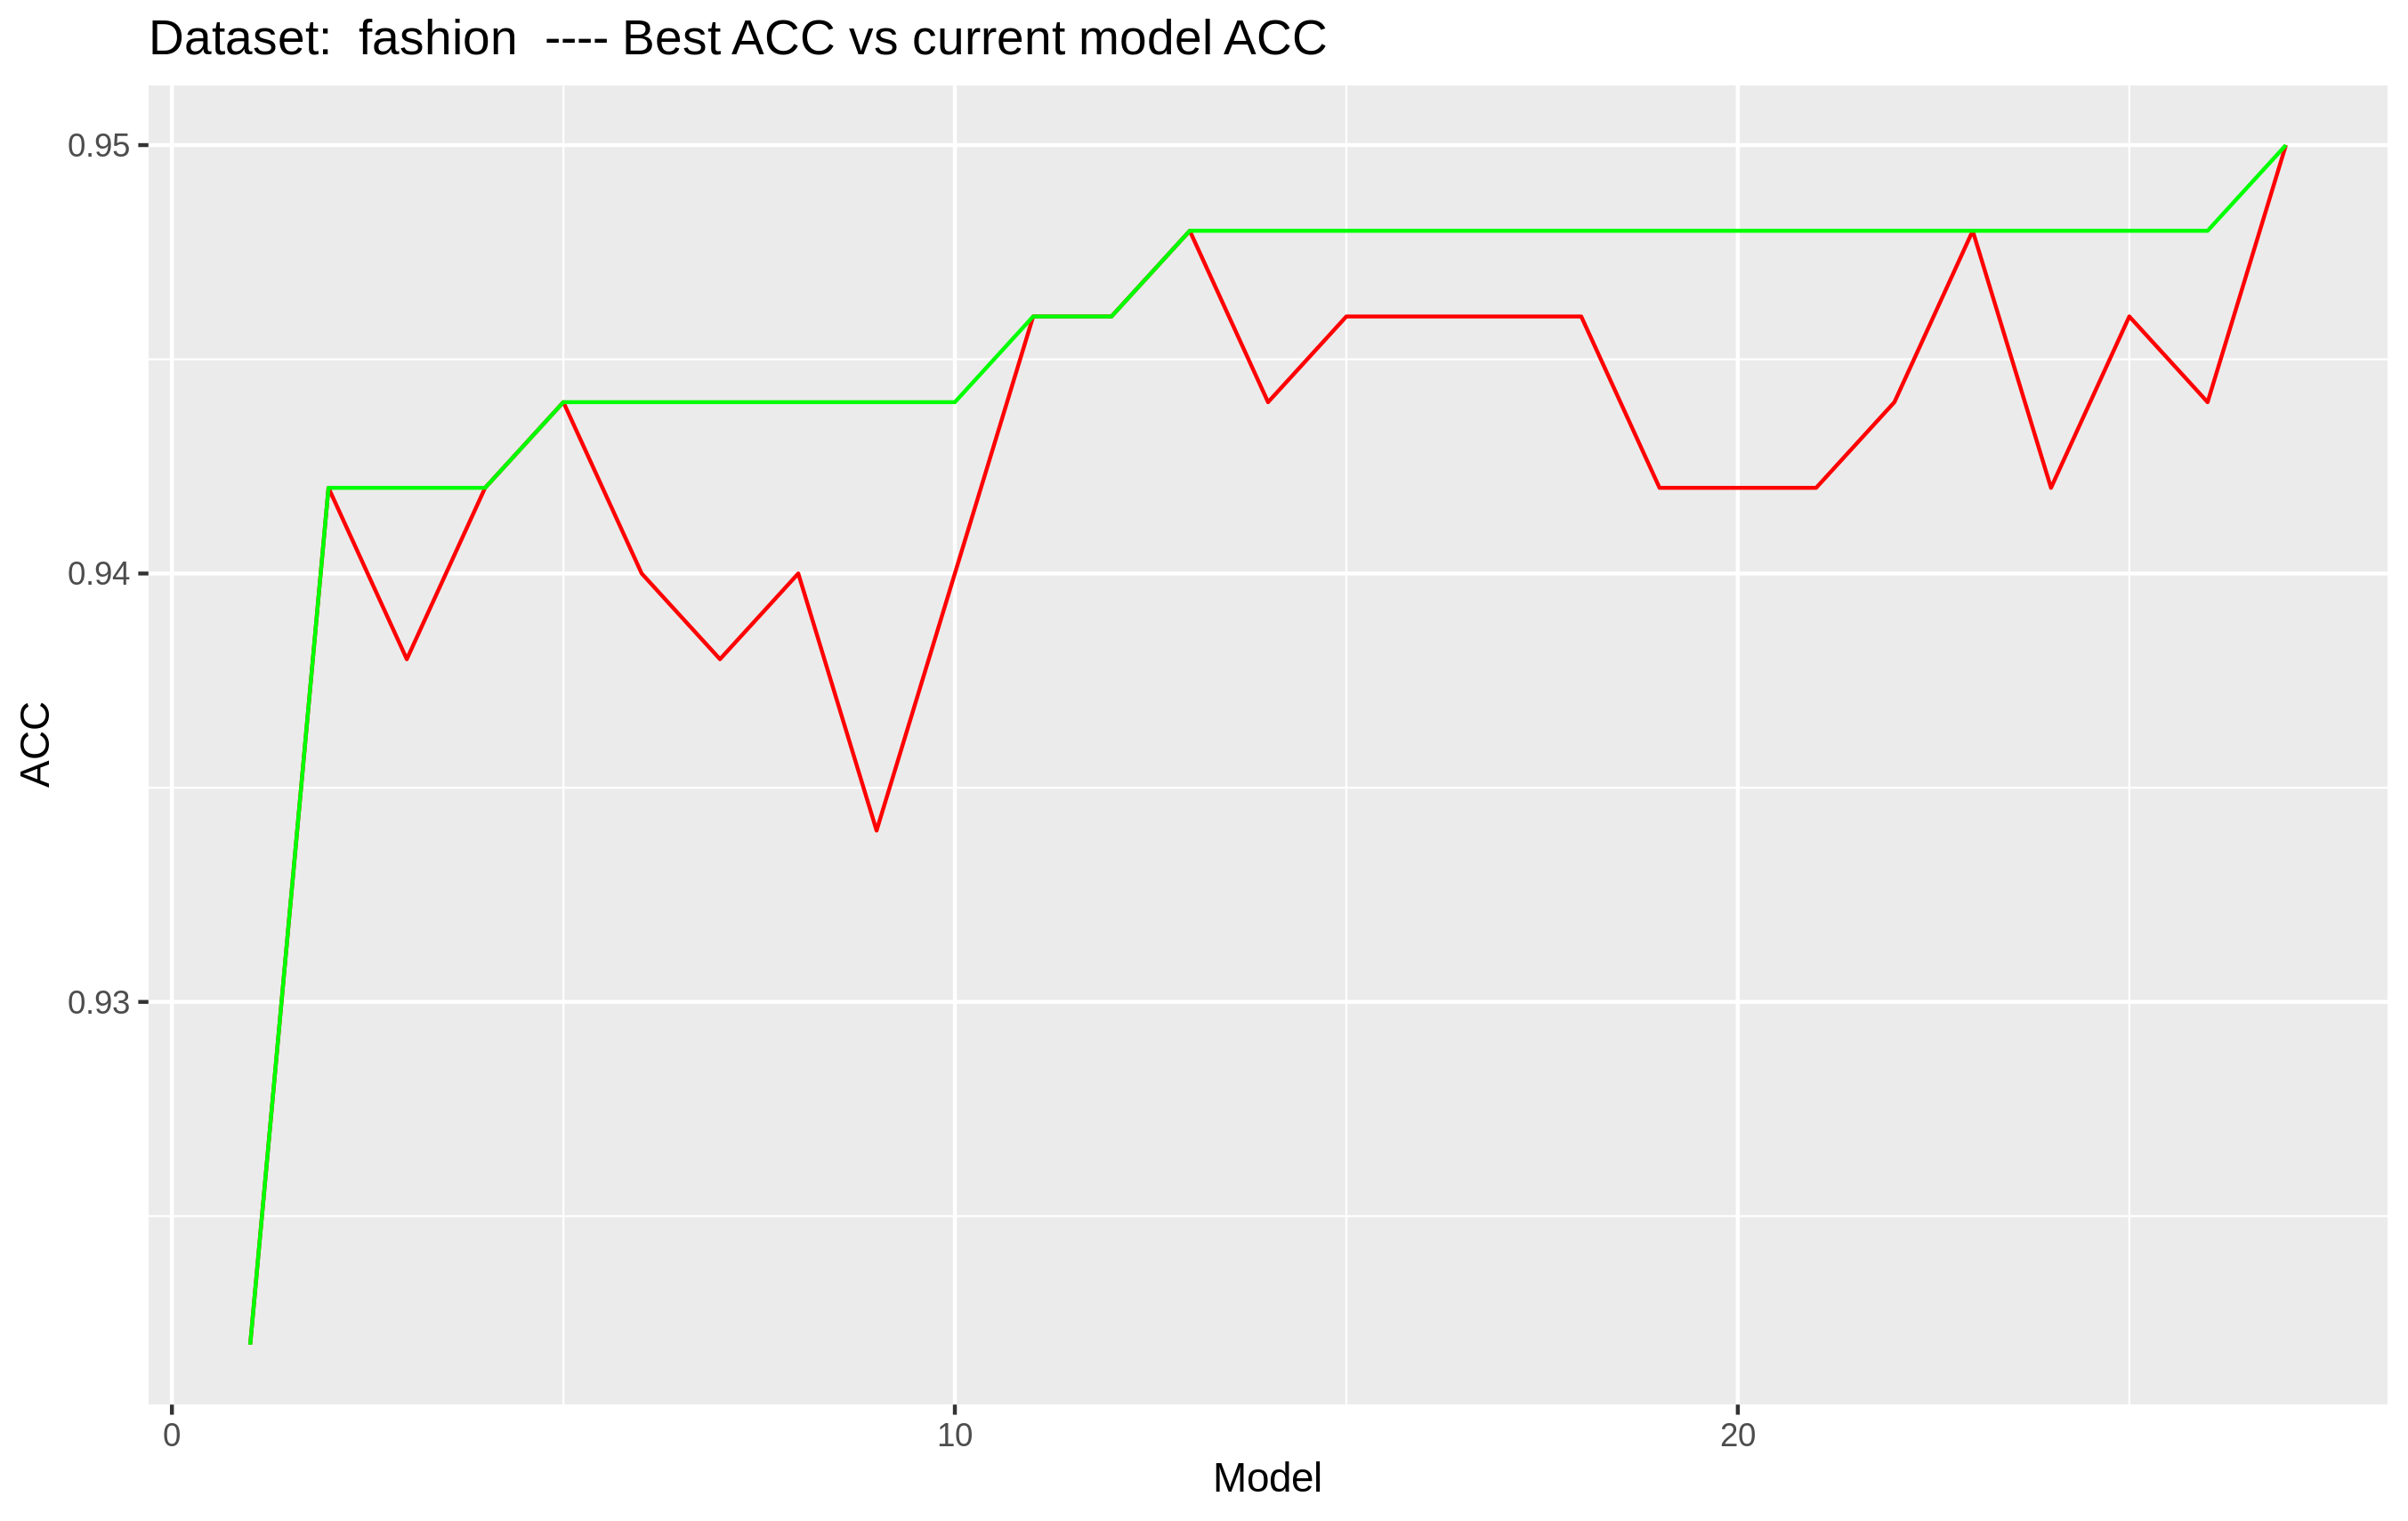 Dataset:  fashion  ---- Best ACC vs current model ACC
0.95
0.94
ACC
0.93
0
10
20
Model